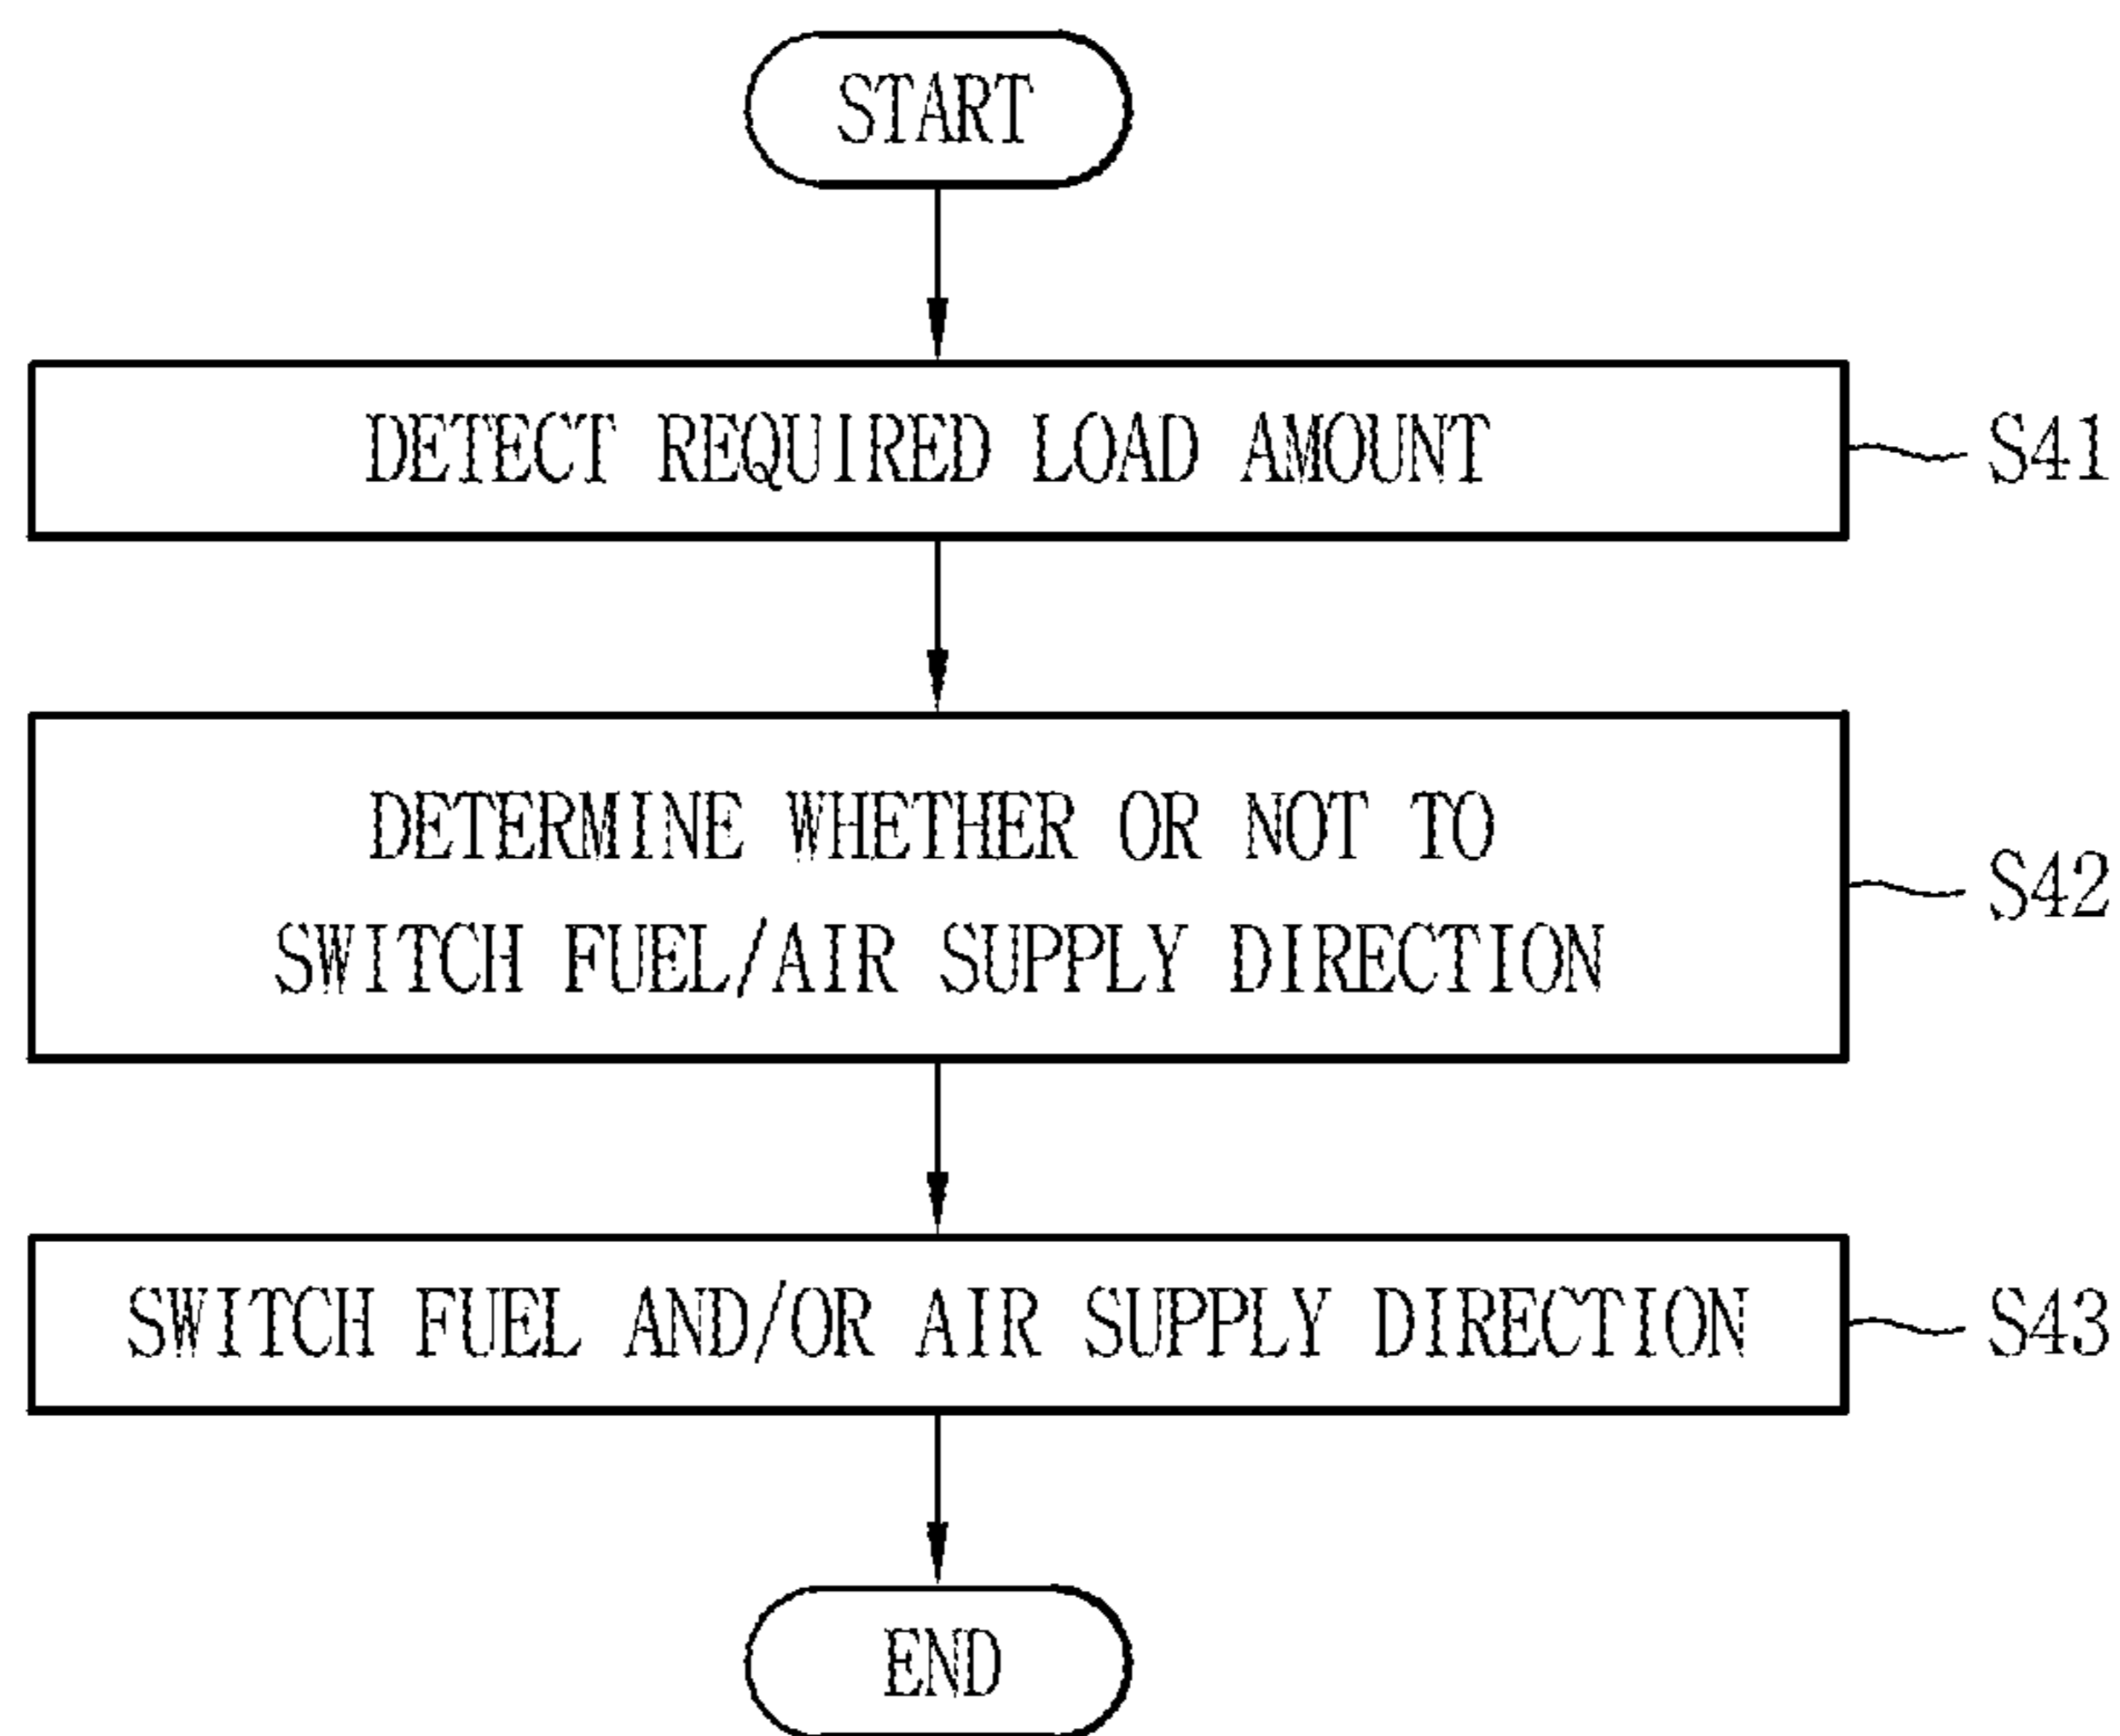 START
DETECT REQUIRED LOAD AMOUNT
S41
DETERMINE WHETHER OR NOT TO
SWITCH FUEL/AIR SUPPLY DIRECTION
S42
SWITCH FUEL AND/OR AIR SUPPLY DIRECTION
S43
END